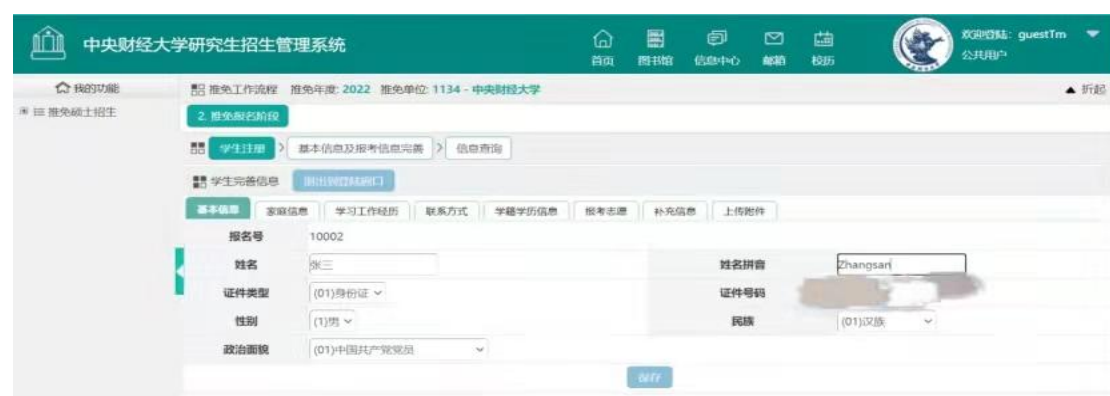 中央财经大学研究生招生管理系统
首页 图书馆 信息中心 邮箱 校历
欢迎登陆: guestTm
公共用户
我的功能
推免硕士招生
推免工作流程 推免年度: 2022 推免单位: 1134 - 中央财经大学
折起
2. 推免报名阶段
学生注册 > 基本信息及报考信息完善 > 信息查询
学生完善信息 退出到登陆窗口
基本信息 家庭信息 学习工作经历 联系方式 学籍学历信息 报考志愿 补充信息 上传附件
报名号 10002
姓名 张三 姓名拼音 Zhangsan
证件类型 (01)身份证 证件号码
性别 (1)男 民族 (01)汉族
政治面貌 (01)中国共产党党员
保存